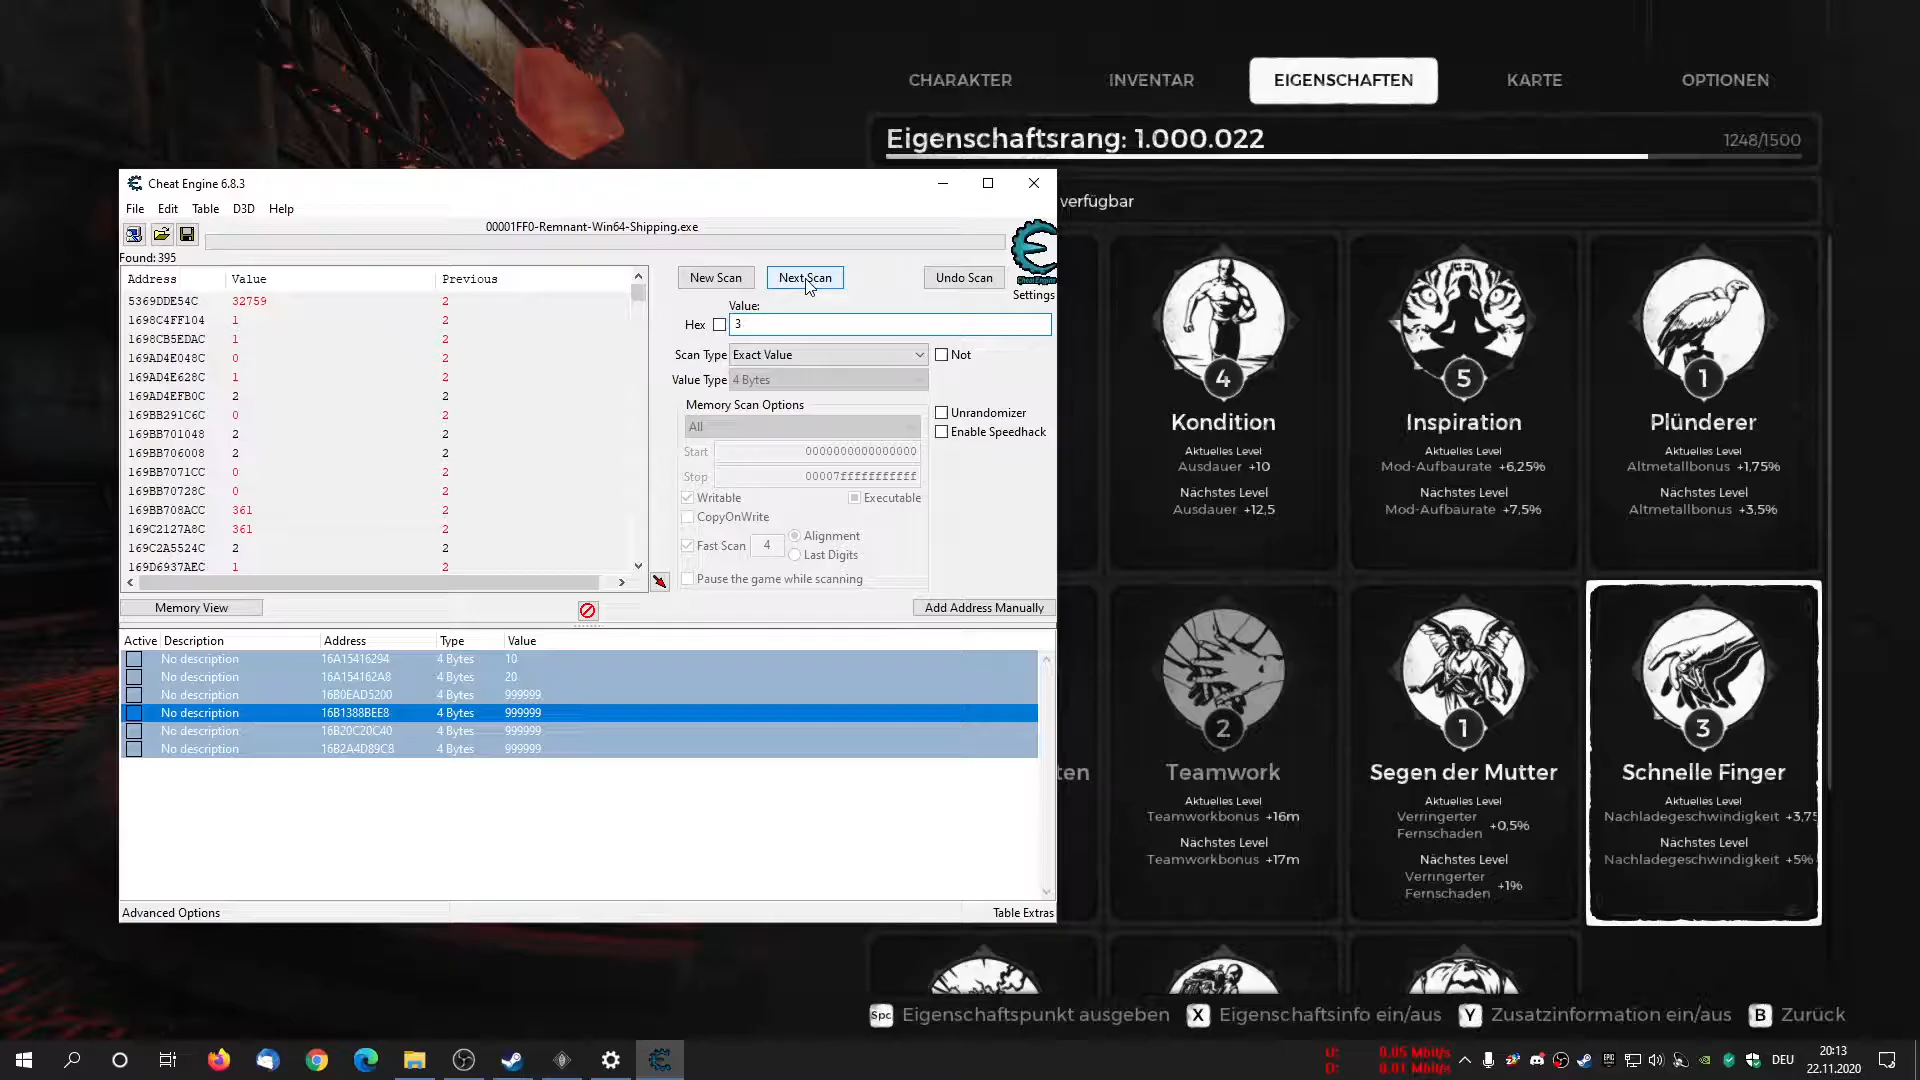 CHARAKTER INVENTAR EIGENSCHAFTEN KARTE OPTIONEN
Eigenschaftsrang: 1.000.022 1248/1500
verfügbar
Cheat Engine 6.8.3
File Edit Table D3D Help
00001FF0-Remnant-Win64-Shipping.exe
Found: 395
Address Value Previous
5369DDE54C 32759 2
1698C4FF104 1 2
1698CB5EDAC 1 2
169AD4E048C 0 2
169AD4E628C 1 2
169AD4EFB0C 2 2
169BB291C6C 0 2
169BB701048 2 2
169BB706008 2 2
169BB7071CC 0 2
169BB70728C 0 2
169BB708ACC 361 2
169C2127A8C 361 2
169C2A5524C 2 2
169D6937AEC 1 2
New Scan Next Scan Undo Scan
Settings
Value:
Hex 3
Scan Type Exact Value Not
Value Type 4 Bytes
Memory Scan Options
All
Unrandomizer
Enable Speedhack
Start 0000000000000000
Stop 00007fffffffffff
Writable Executable
CopyOnWrite
Fast Scan 4 Alignment
Last Digits
Pause the game while scanning
Memory View Add Address Manually
Active Description Address Type Value
No description 16A15416294 4 Bytes 10
No description 16A154162A8 4 Bytes 20
No description 16B0EAD5200 4 Bytes 999999
No description 16B1388BEE8 4 Bytes 999999
No description 16B20C20C40 4 Bytes 999999
No description 16B2A4D89C8 4 Bytes 999999
Advanced Options Table Extras
4
Kondition
Aktuelles Level
Ausdauer +10
Nächstes Level
Ausdauer +12,5
5
Inspiration
Aktuelles Level
Mod-Aufbaurate +6,25%
Nächstes Level
Mod-Aufbaurate +7,5%
1
Plünderer
Aktuelles Level
Altmetallbonus +1,75%
Nächstes Level
Altmetallbonus +3,5%
ten
2
Teamwork
Aktuelles Level
Teamworkbonus +16m
Nächstes Level
Teamworkbonus +17m
1
Segen der Mutter
Aktuelles Level
Verringerter
Fernschaden +0,5%
Nächstes Level
Verringerter
Fernschaden +1%
3
Schnelle Finger
Aktuelles Level
Nachladegeschwindigkeit +3,75
Nächstes Level
Nachladegeschwindigkeit +5%
Spc Eigenschaftspunkt ausgeben X Eigenschaftsinfo ein/aus Y Zusatzinformation ein/aus B Zurück
U: 0.05 Mbit/s
D: 0.01 Mbit/s
DEU
20:13
22.11.2020